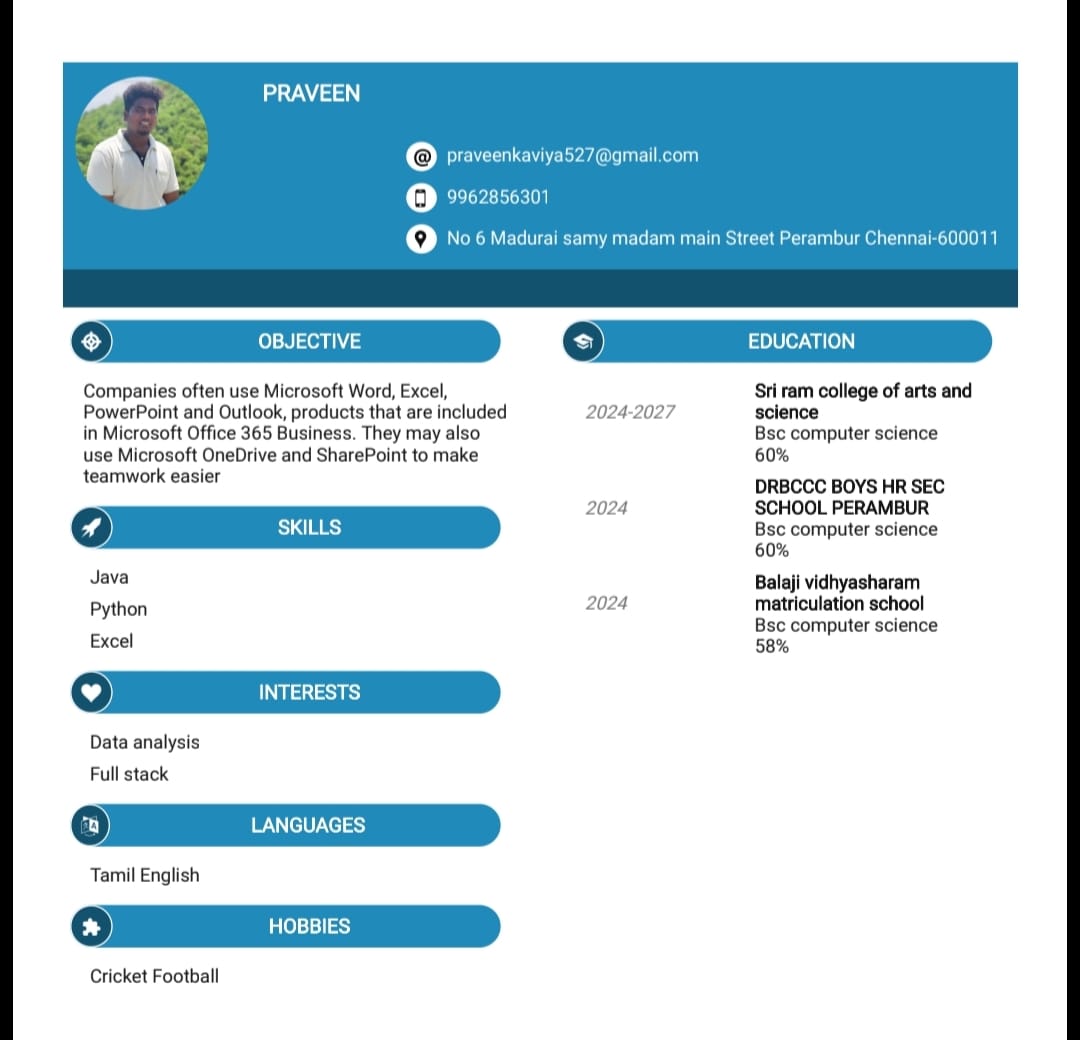 PRAVEEN
praveenkaviya527@gmail.com
9962856301
No 6 Madurai samy madam main Street Perambur Chennai-600011
OBJECTIVE
Companies often use Microsoft Word, Excel,
PowerPoint and Outlook, products that are included
in Microsoft Office 365 Business. They may also
use Microsoft OneDrive and SharePoint to make
teamwork easier
SKILLS
Java
Python
Excel
INTERESTS
Data analysis
Full stack
LANGUAGES
Tamil English
HOBBIES
Cricket Football
EDUCATION
2024-2027
Sri ram college of arts and
science
Bsc computer science
60%
2024
DRBCCC BOYS HR SEC
SCHOOL PERAMBUR
Bsc computer science
60%
2024
Balaji vidhyasharam
matriculation school
Bsc computer science
58%